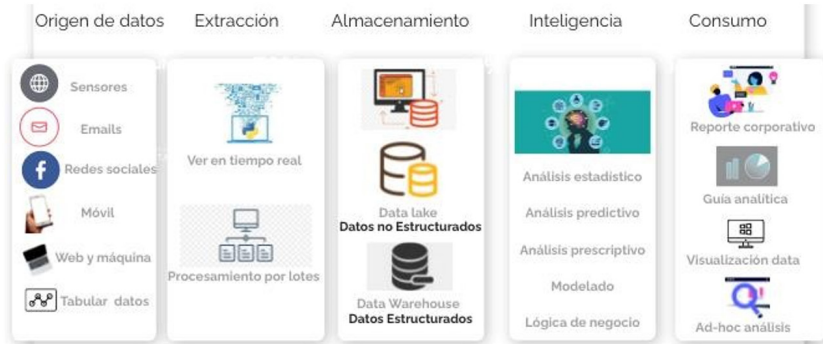 Origen de datos
Extracción
Almacenamiento
Inteligencia
Consumo
Sensores
Emails
Redes sociales
Móvil
Web y máquina
Tabular datos
Ver en tiempo real
Procesamiento por lotes
Data lake
Datos no Estructurados
Data Warehouse
Datos Estructurados
Análisis estadístico
Análisis predictivo
Análisis prescriptivo
Modelado
Lógica de negocio
Reporte corporativo
Guía analítica
Visualización data
Ad-hoc análisis